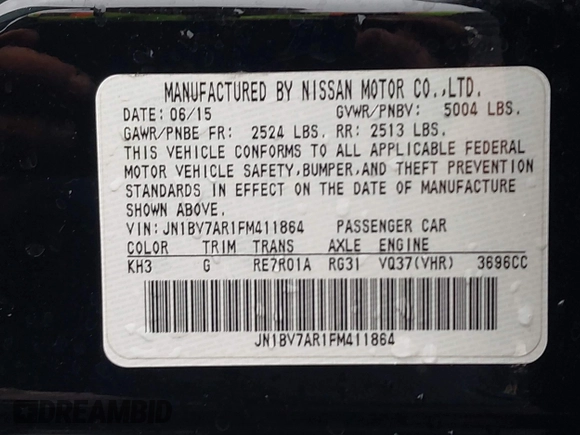 MANUFACTURED BY NISSAN MOTOR CO.,LTD.
DATE: 06/15 GVWR/PNBV: 5004 LBS.
GAWR/PNBE FR: 2524 LBS. RR: 2513 LBS.
THIS VEHICLE CONFORMS TO ALL APPLICABLE FEDERAL
MOTOR VEHICLE SAFETY,BUMPER,AND THEFT PREVENTION
STANDARDS IN EFFECT ON THE DATE OF MANUFACTURE
SHOWN ABOVE.
VIN: JN1BV7AR1FM411864 PASSENGER CAR
COLOR TRIM TRANS AXLE ENGINE
KH3 G RE7R01A RG31 VQ37(VHR) 3696CC
JN1BV7AR1FM411864
DREAMBID